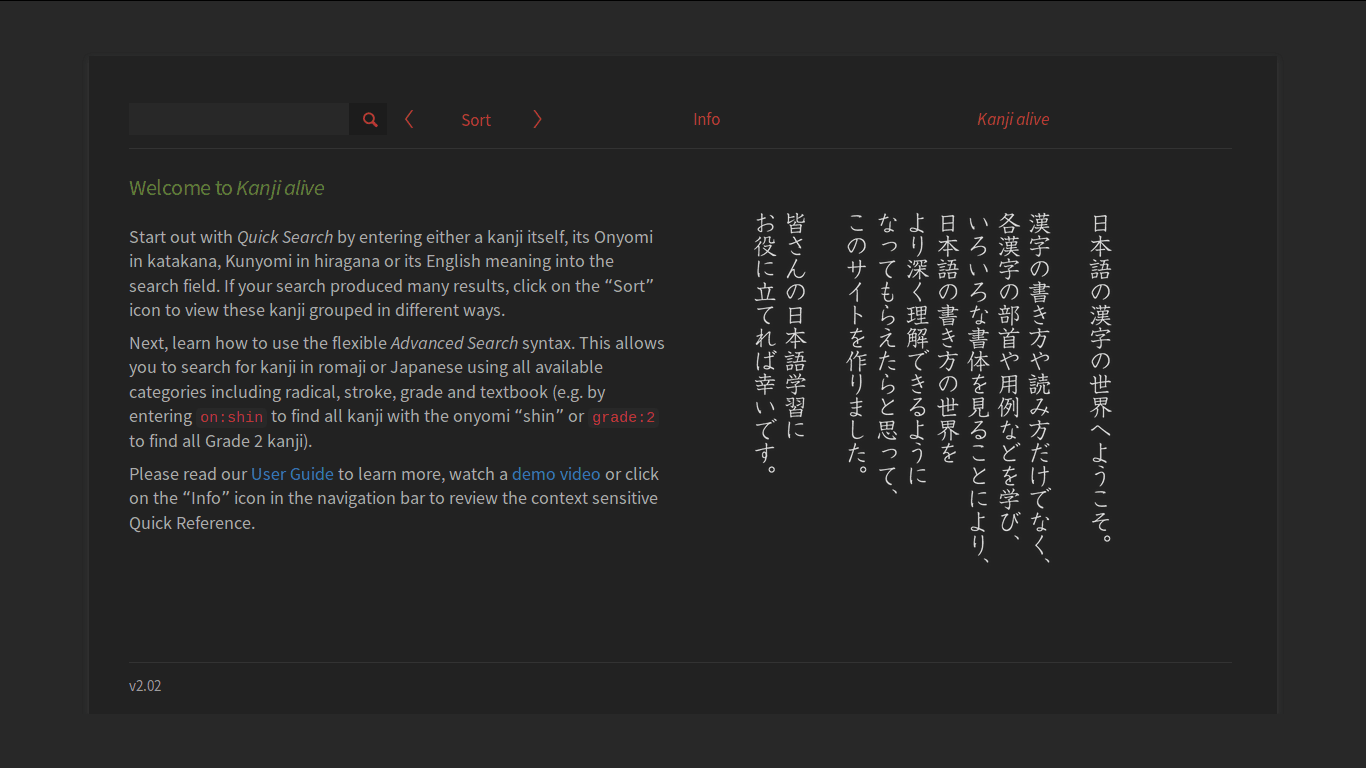 Sort
Info
Kanji alive
Welcome to Kanji alive
Start out with Quick Search by entering either a kanji itself, its Onyomi
in katakana, Kunyomi in hiragana or its English meaning into the
search field. If your search produced many results, click on the “Sort”
icon to view these kanji grouped in different ways.
Next, learn how to use the flexible Advanced Search syntax. This allows
you to search for kanji in romaji or Japanese using all available
categories including radical, stroke, grade and textbook (e.g. by
entering on:shin to find all kanji with the onyomi “shin” or grade:2
to find all Grade 2 kanji).
Please read our User Guide to learn more, watch a demo video or click
on the “Info” icon in the navigation bar to review the context sensitive
Quick Reference.
日本語の漢字の世界へようこそ。
漢字の書き方や読み方だけでなく、
各漢字の部首や用例などを学び、
いろいろな書体を見ることにより、
日本語の書き方の世界を
より深く理解できるように
なってもらえたらと思って、
このサイトを作りました。
皆さんの日本語学習に
お役に立てれば幸いです。
v2.02